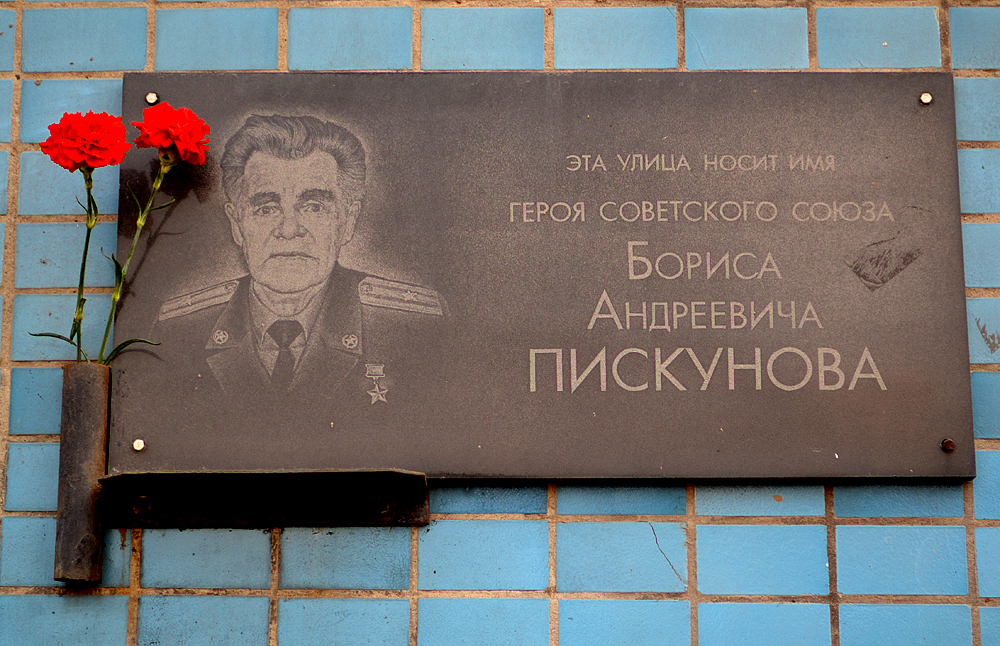 ЭТА УЛИЦА НОСИТ ИМЯ
ГЕРОЯ СОВЕТСКОГО СОЮЗА
БОРИСА
АНДРЕЕВИЧА
ПИСКУНОВА